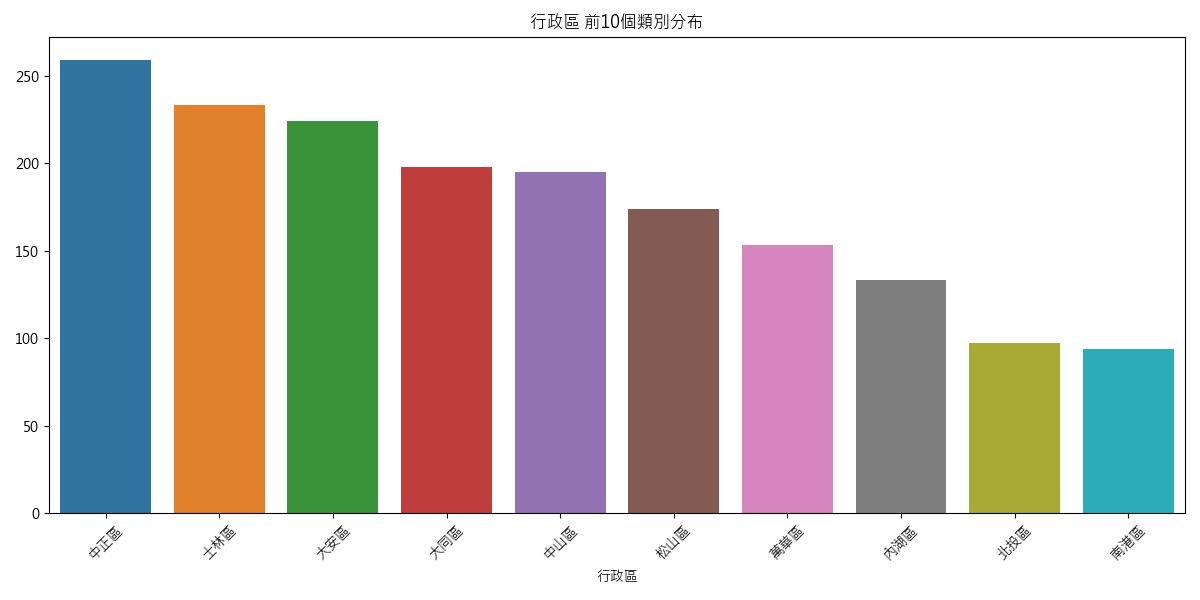 行政區 前10個類別分布
250
200
150
100
50
0
中正區
士林區
大安區
大同區
中山區
松山區
萬華區
內湖區
北投區
南港區
行政區